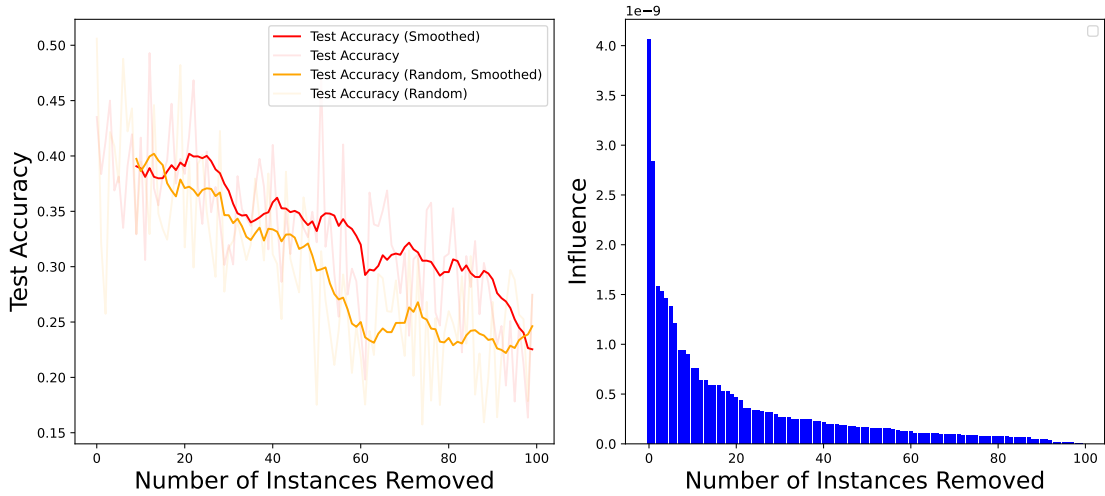 0.50
0.45
0.40
0.35
0.30
0.25
0.20
0.15
Test Accuracy
Test Accuracy (Smoothed)
Test Accuracy
Test Accuracy (Random, Smoothed)
Test Accuracy (Random)
0 20 40 60 80 100
Number of Instances Removed
1e−9
4.0
3.5
3.0
2.5
2.0
1.5
1.0
0.5
0.0
Influence
0 20 40 60 80 100
Number of Instances Removed